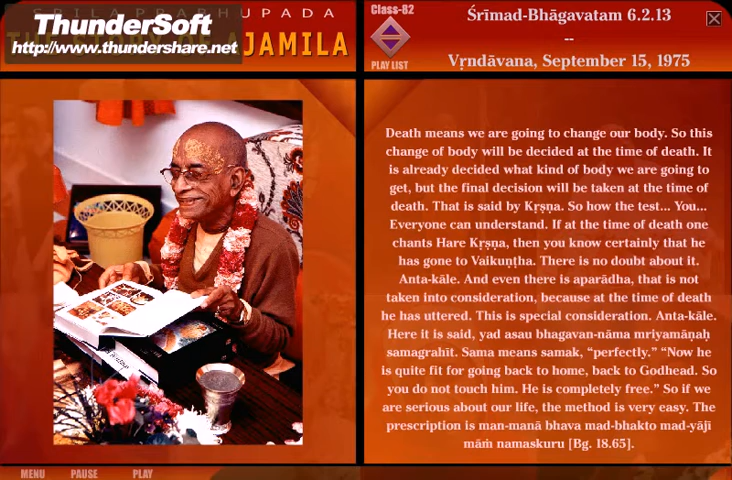 SRILA PRABHUPADA
ThunderSoft
http://www.thundershare.net
AJAMILA
Class-82
PLAY LIST
Śrīmad-Bhāgavatam 6.2.13
--
Vṛndāvana, September 15, 1975
Death means we are going to change our body. So this
change of body will be decided at the time of death. It
is already decided what kind of body we are going to
get, but the final decision will be taken at the time of
death. That is said by Kṛṣṇa. So how the test... You...
Everyone can understand. If at the time of death one
chants Hare Kṛṣṇa, then you know certainly that he
has gone to Vaikuṇṭha. There is no doubt about it.
Anta-kāle. And even there is aparādha, that is not
taken into consideration, because at the time of death
he has uttered. This is special consideration. Anta-kāle.
Here it is said, yad asau bhagavan-nāma mriyamāṇaḥ
samagrahīt. Sama means samak, “perfectly.” “Now he
is quite fit for going back to home, back to Godhead. So
you do not touch him. He is completely free.” So if we
are serious about our life, the method is very easy. The
prescription is man-manā bhava mad-bhakto mad-yājī
māṁ namaskuru [Bg. 18.65].
MENU PAUSE PLAY